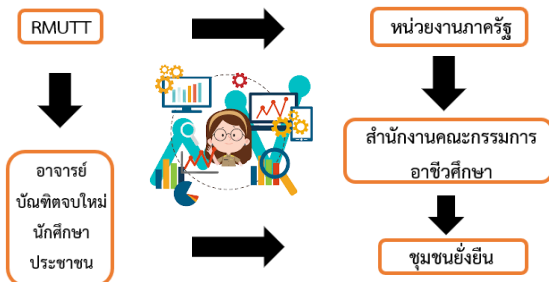 RMUTT
หน่วยงานภาครัฐ
สำนักงานคณะกรรมการ
อาชีวศึกษา
อาจารย์
บัณฑิตจบใหม่
นักศึกษา
ประชาชน
ชุมชนยั่งยืน